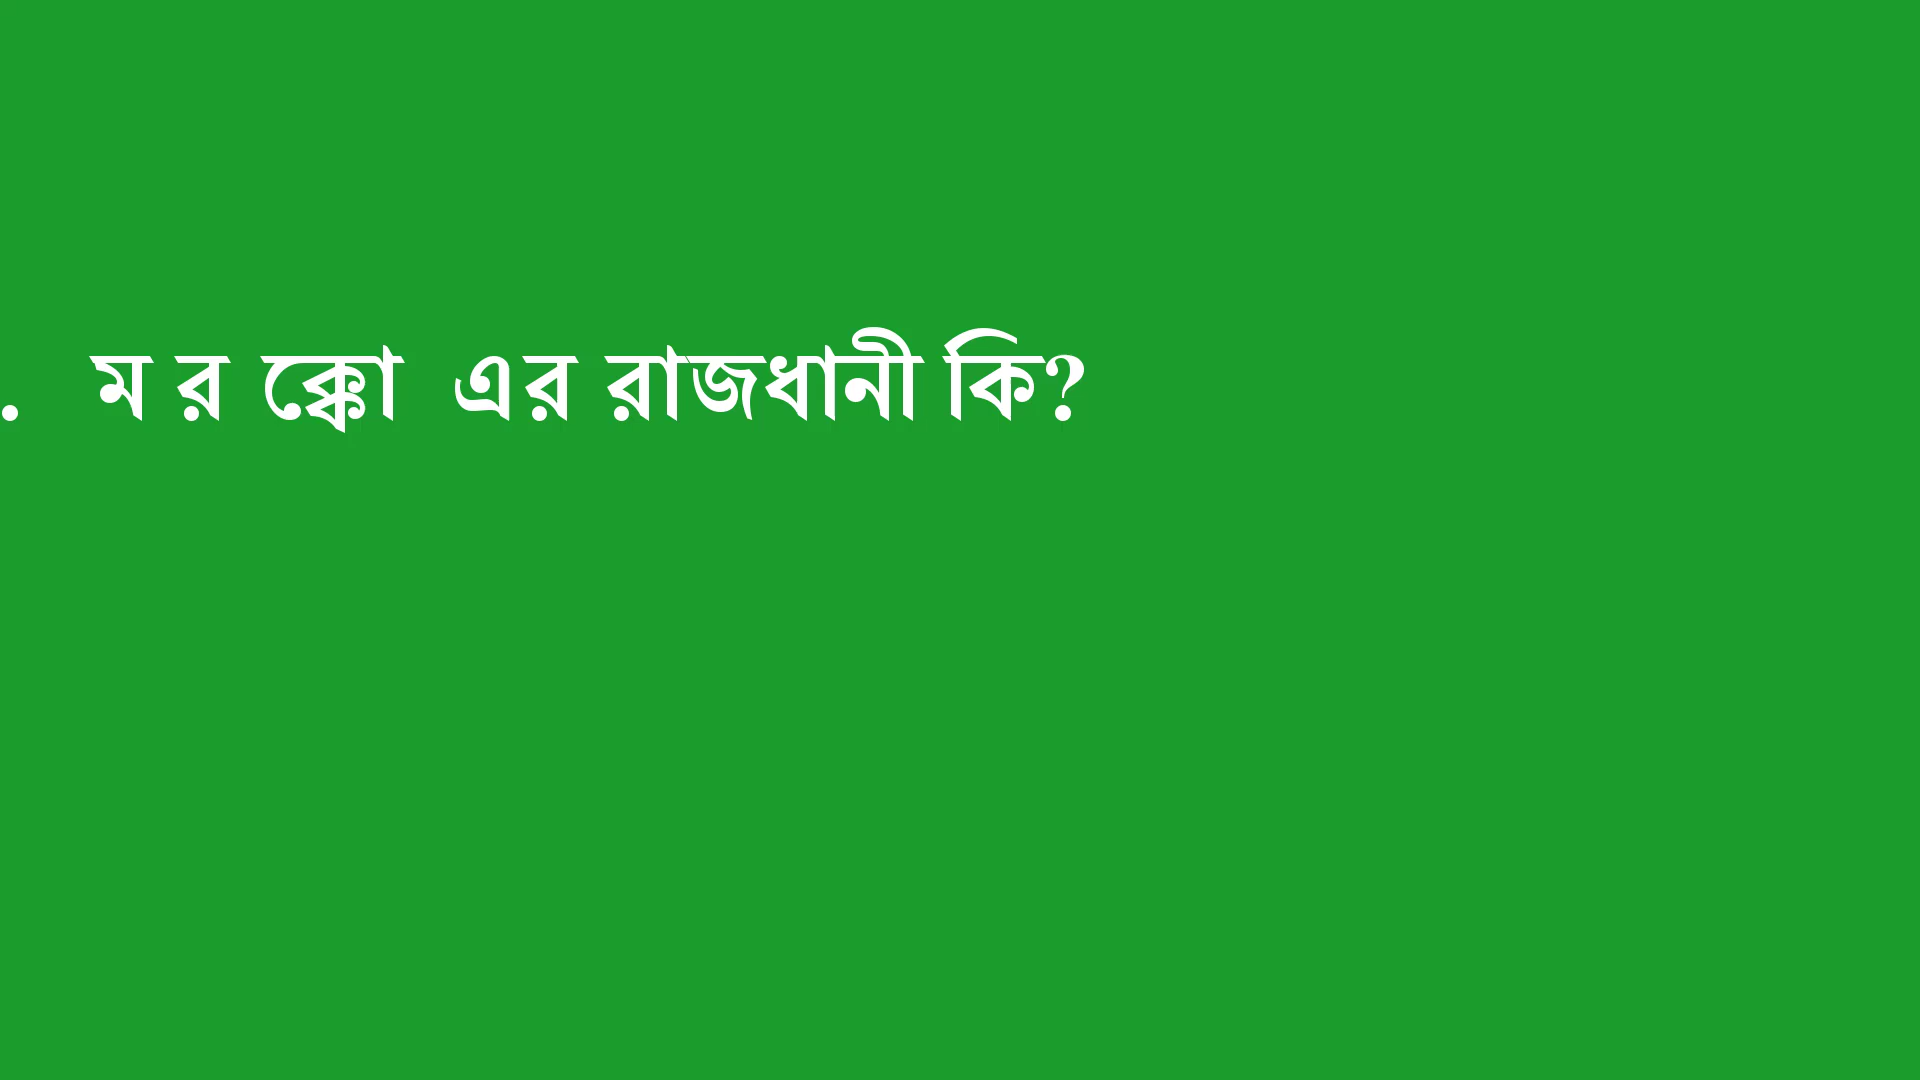 . ম র ক্কো এর রাজধানী কি?